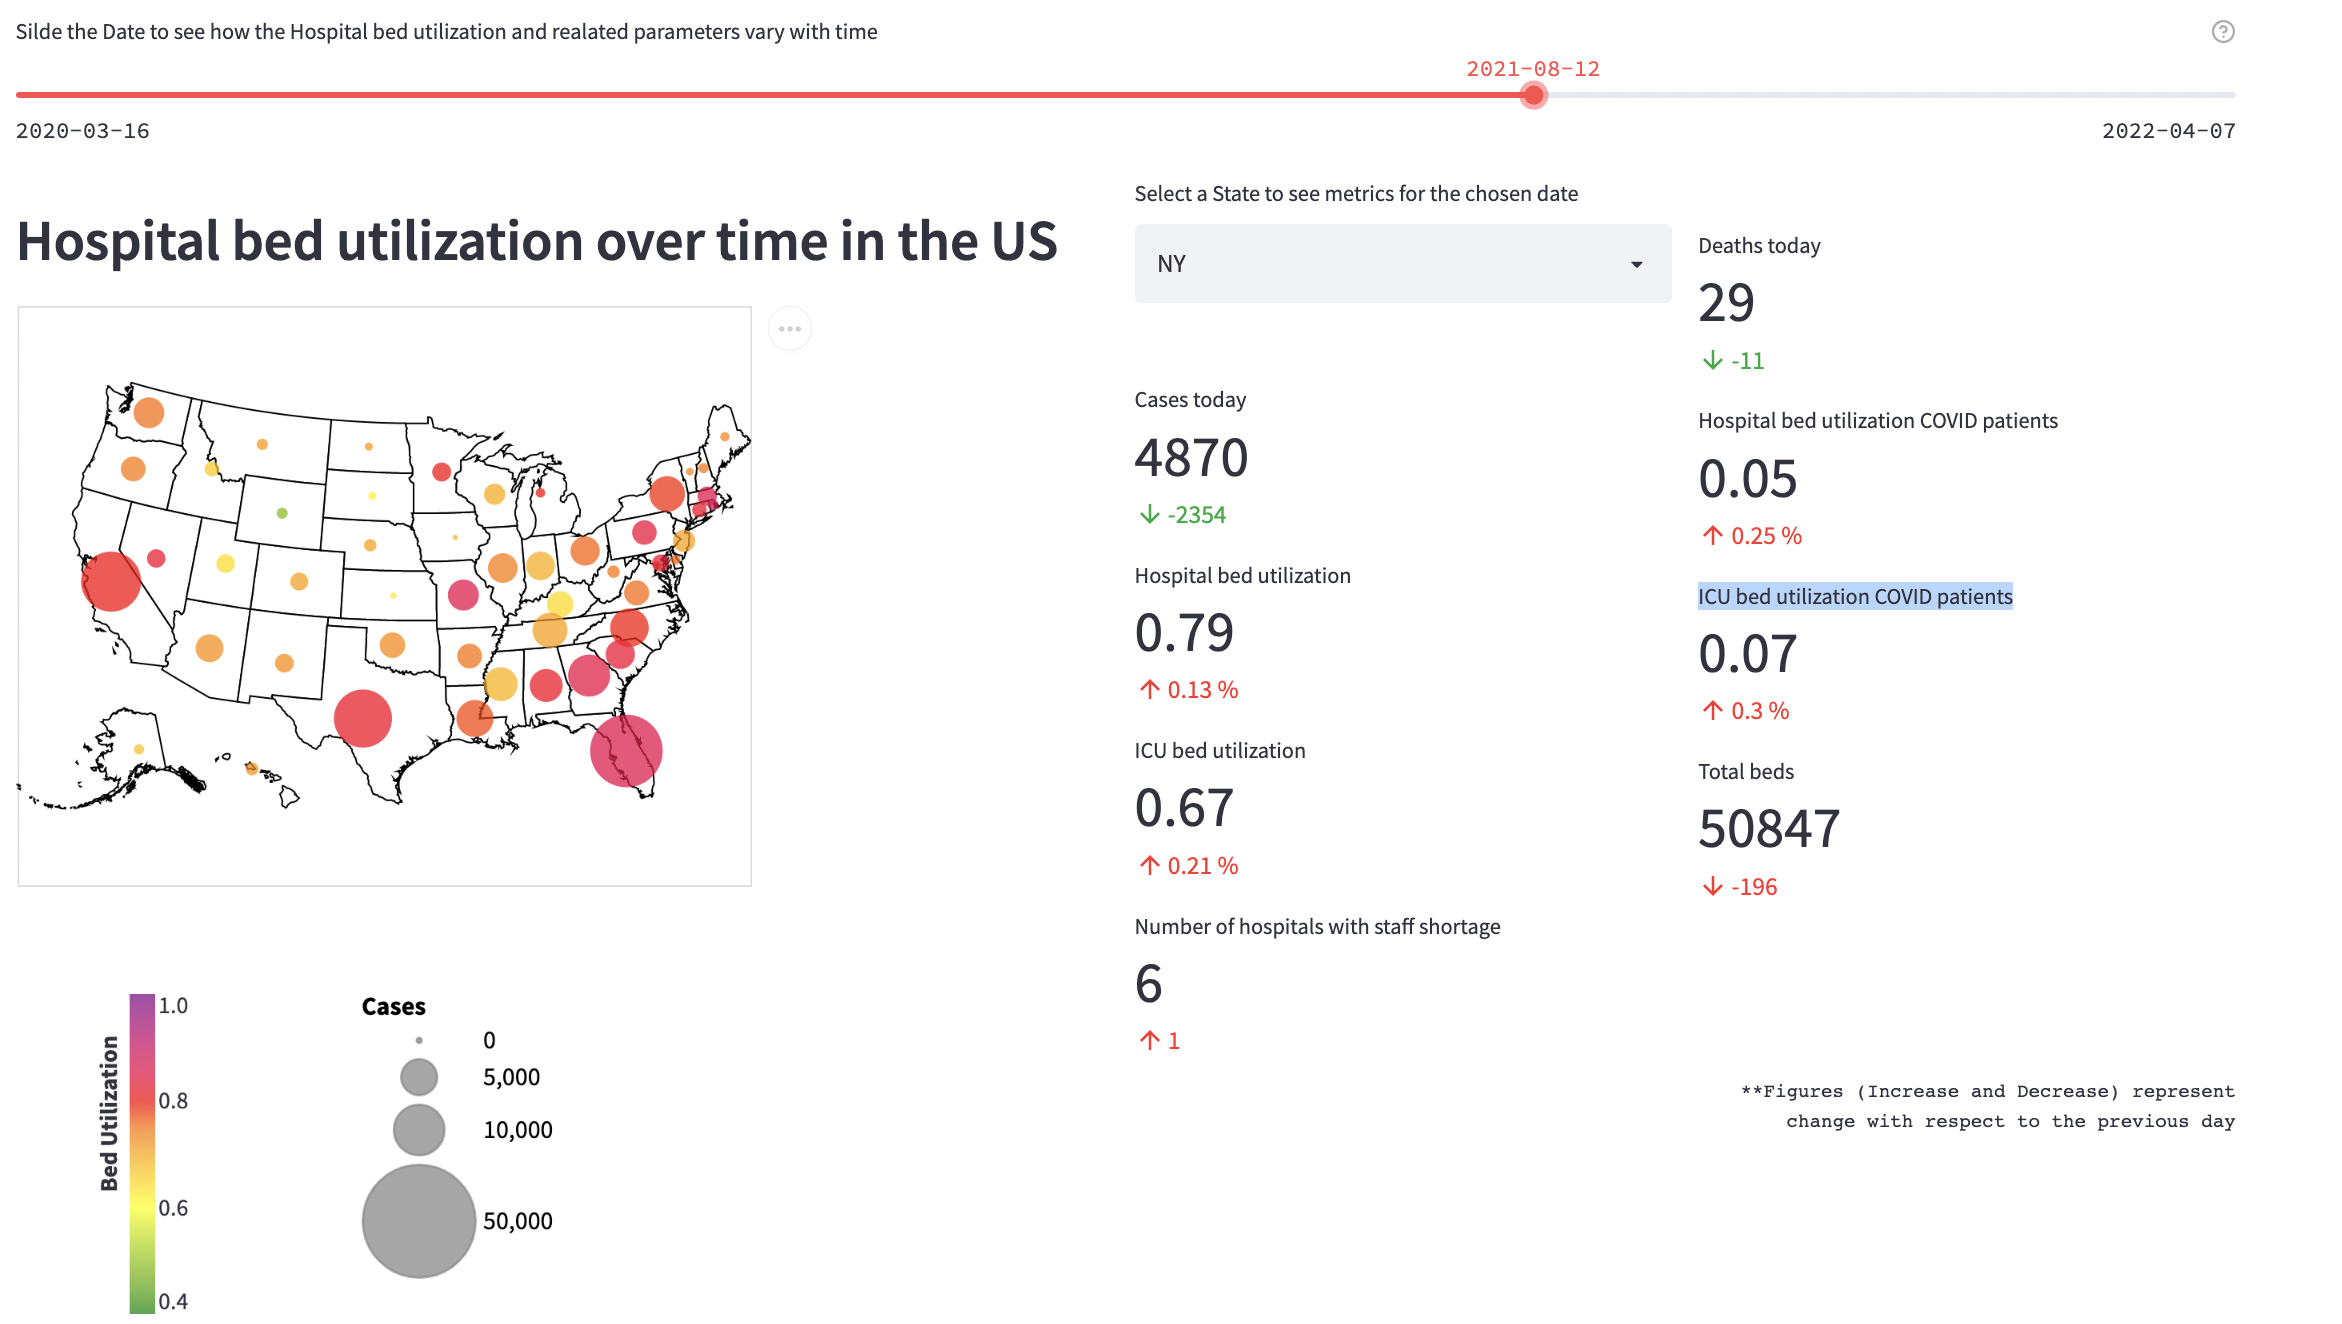 Silde the Date to see how the Hospital bed utilization and realated parameters vary with time
2021-08-12
2020-03-16
2022-04-07
Hospital bed utilization over time in the US
Select a State to see metrics for the chosen date
NY
Cases today
4870
↓ -2354
Hospital bed utilization
0.79
↑ 0.13 %
ICU bed utilization
0.67
↑ 0.21 %
Number of hospitals with staff shortage
6
↑ 1
Deaths today
29
↓ -11
Hospital bed utilization COVID patients
0.05
↑ 0.25 %
ICU bed utilization COVID patients
0.07
↑ 0.3 %
Total beds
50847
↓ -196
Bed Utilization
1.0
0.8
0.6
0.4
Cases
0
5,000
10,000
50,000
**Figures (Increase and Decrease) represent
change with respect to the previous day